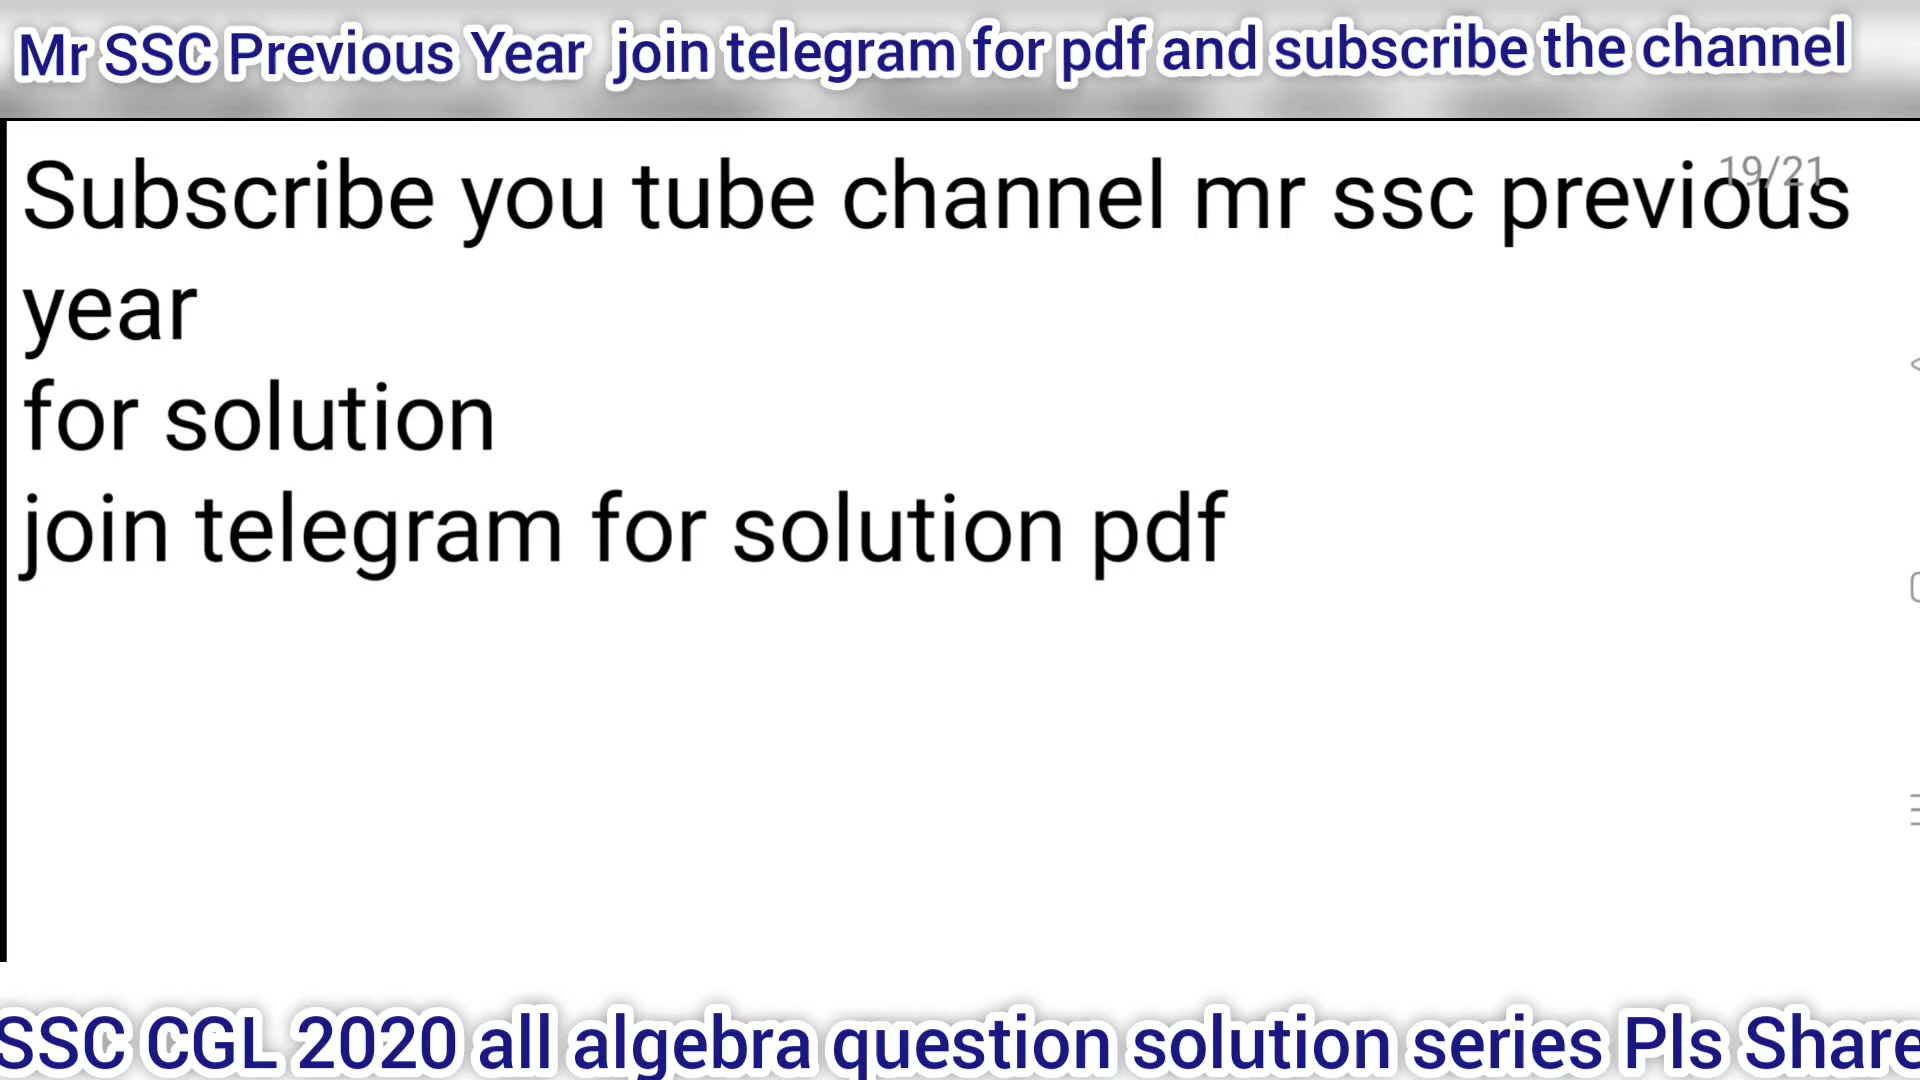 Mr SSC Previous Year join telegram for pdf and subscribe the channel
19/21
Subscribe you tube channel mr ssc previous
year
for solution
join telegram for solution pdf
SSC CGL 2020 all algebra question solution series Pls Share